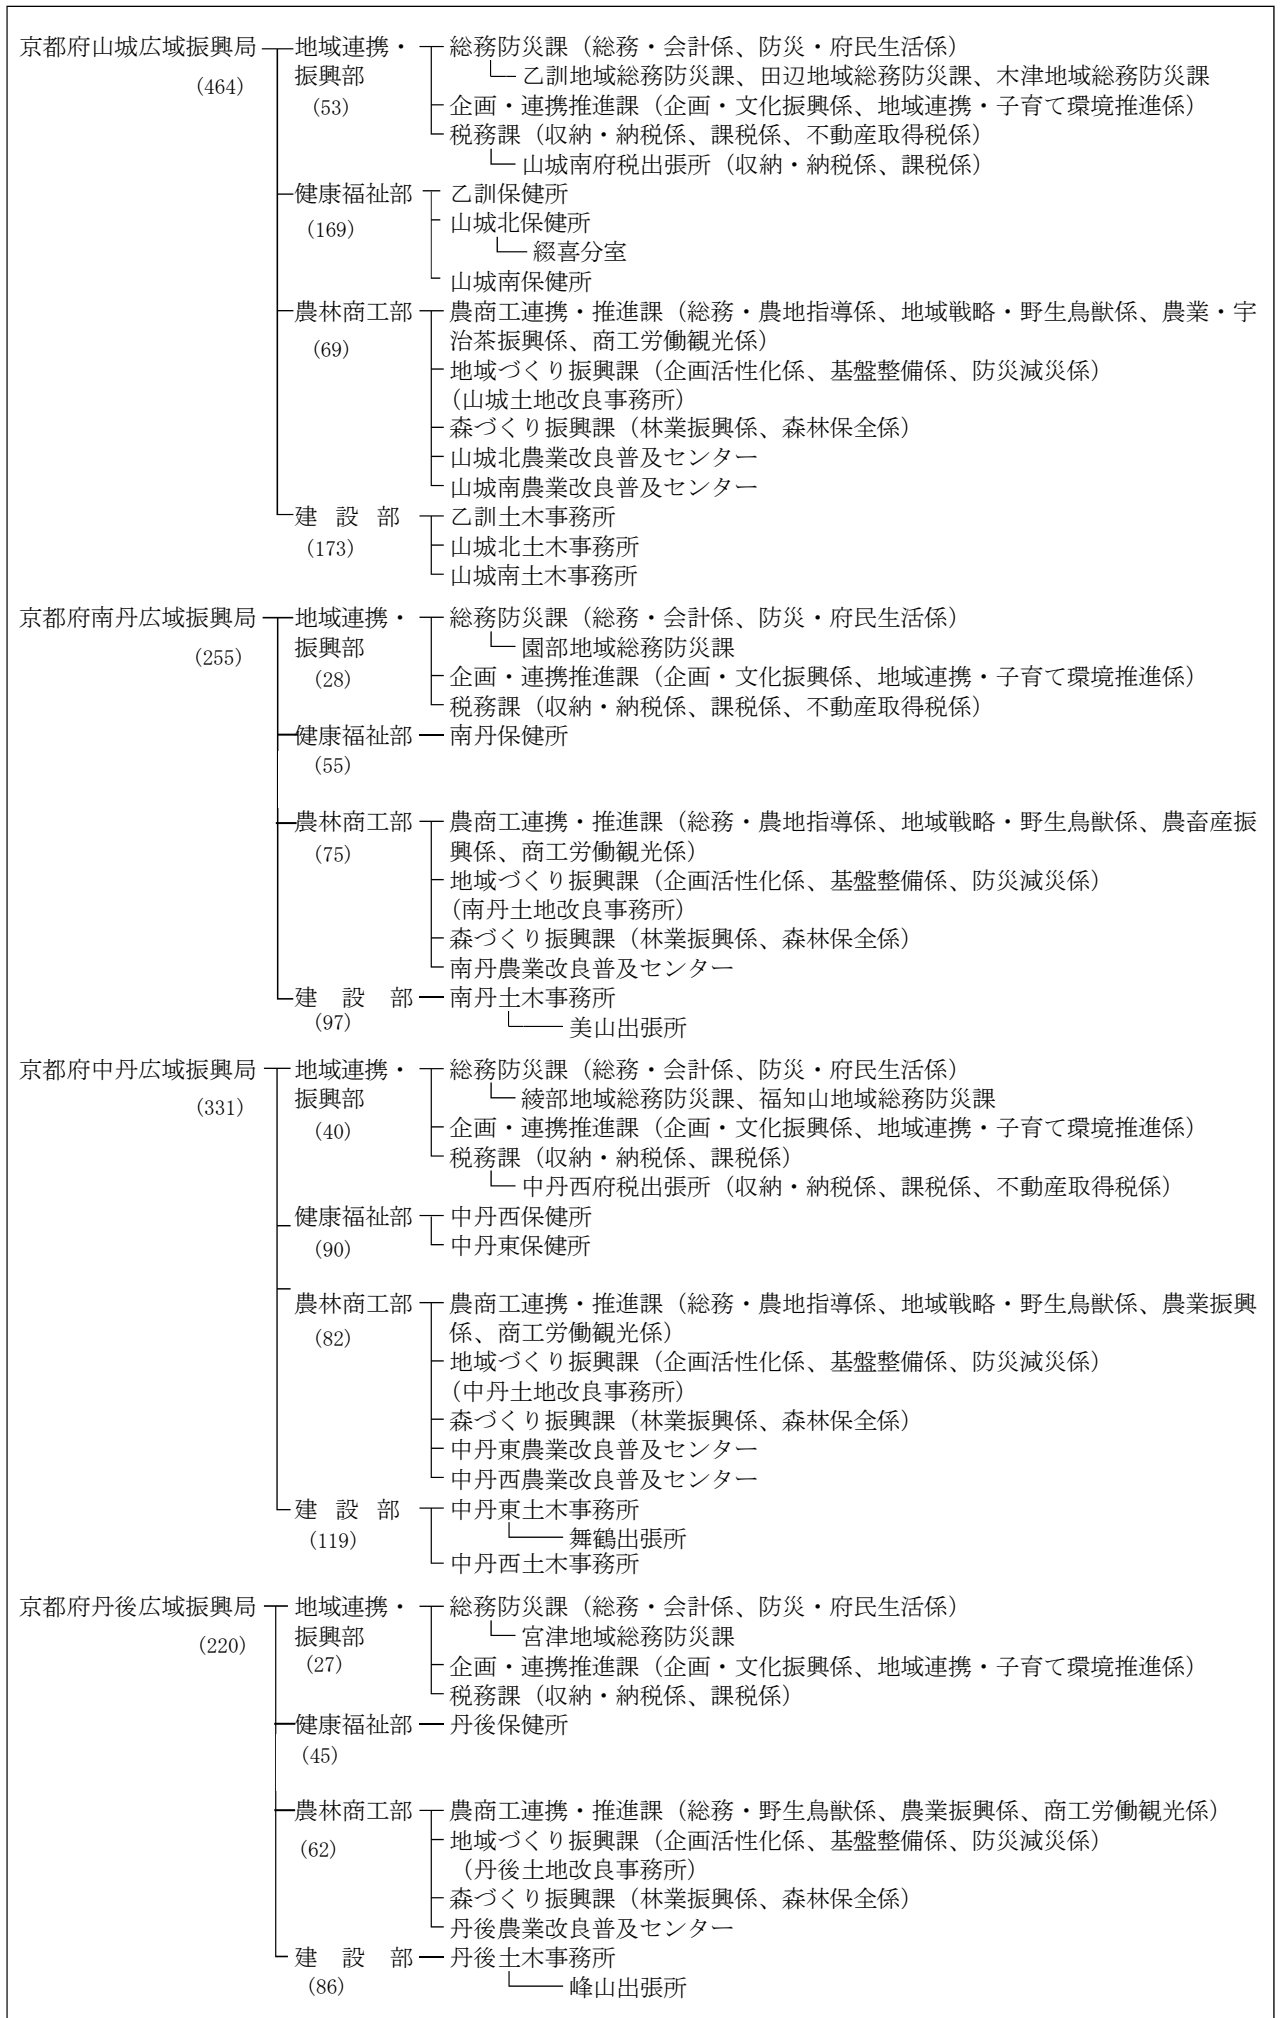 京都府山城広域振興局 地域連携・ 総務防災課(総務・会計係、防災・府民生活係)
(464) 振興部 乙訓地域総務防災課、田辺地域総務防災課、木津地域総務防災課
(53) 企画・連携推進課(企画・文化振興係、地域連携・子育て環境推進係)
税務課(収納・納税係、課税係、不動産取得税係)
山城南府税出張所(収納・納税係、課税係)
健康福祉部 乙訓保健所
(169) 山城北保健所
綴喜分室
山城南保健所
農林商工部 農商工連携・推進課(総務・農地指導係、地域戦略・野生鳥獣係、農業・宇
(69) 治茶振興係、商工労働観光係)
地域づくり振興課(企画活性化係、基盤整備係、防災減災係)
(山城土地改良事務所)
森づくり振興課(林業振興係、森林保全係)
山城北農業改良普及センター
山城南農業改良普及センター
建設部 乙訓土木事務所
(173) 山城北土木事務所
山城南土木事務所
京都府南丹広域振興局 地域連携・ 総務防災課(総務・会計係、防災・府民生活係)
(255) 振興部 園部地域総務防災課
(28) 企画・連携推進課(企画・文化振興係、地域連携・子育て環境推進係)
税務課(収納・納税係、課税係、不動産取得税係)
健康福祉部 南丹保健所
(55)
農林商工部 農商工連携・推進課(総務・農地指導係、地域戦略・野生鳥獣係、農畜産振
(75) 興係、商工労働観光係)
地域づくり振興課(企画活性化係、基盤整備係、防災減災係)
(南丹土地改良事務所)
森づくり振興課(林業振興係、森林保全係)
南丹農業改良普及センター
建設部 南丹土木事務所
(97) 美山出張所
京都府中丹広域振興局 地域連携・ 総務防災課(総務・会計係、防災・府民生活係)
(331) 振興部 綾部地域総務防災課、福知山地域総務防災課
(40) 企画・連携推進課(企画・文化振興係、地域連携・子育て環境推進係)
税務課(収納・納税係、課税係)
中丹西府税出張所(収納・納税係、課税係、不動産取得税係)
健康福祉部 中丹西保健所
(90) 中丹東保健所
農林商工部 農商工連携・推進課(総務・農地指導係、地域戦略・野生鳥獣係、農業振興
(82) 係、商工労働観光係)
地域づくり振興課(企画活性化係、基盤整備係、防災減災係)
(中丹土地改良事務所)
森づくり振興課(林業振興係、森林保全係)
中丹東農業改良普及センター
中丹西農業改良普及センター
建設部 中丹東土木事務所
(119) 舞鶴出張所
中丹西土木事務所
京都府丹後広域振興局 地域連携・ 総務防災課(総務・会計係、防災・府民生活係)
(220) 振興部 宮津地域総務防災課
(27) 企画・連携推進課(企画・文化振興係、地域連携・子育て環境推進係)
税務課(収納・納税係、課税係)
健康福祉部 丹後保健所
(45)
農林商工部 農商工連携・推進課(総務・野生鳥獣係、農業振興係、商工労働観光係)
(62) 地域づくり振興課(企画活性化係、基盤整備係、防災減災係)
(丹後土地改良事務所)
森づくり振興課(林業振興係、森林保全係)
丹後農業改良普及センター
建設部 丹後土木事務所
(86) 峰山出張所